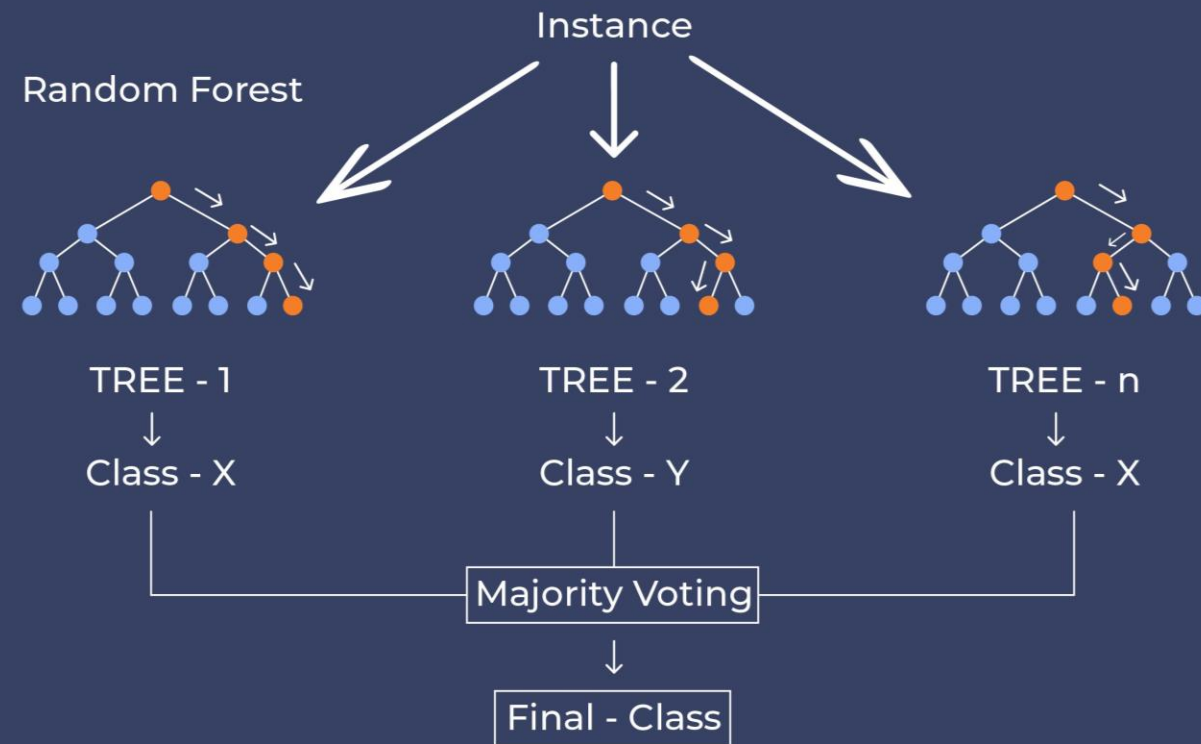 Instance
Random Forest
TREE - 1
TREE - 2
TREE - n
Class - X
Class - Y
Class - X
Majority Voting
Final - Class